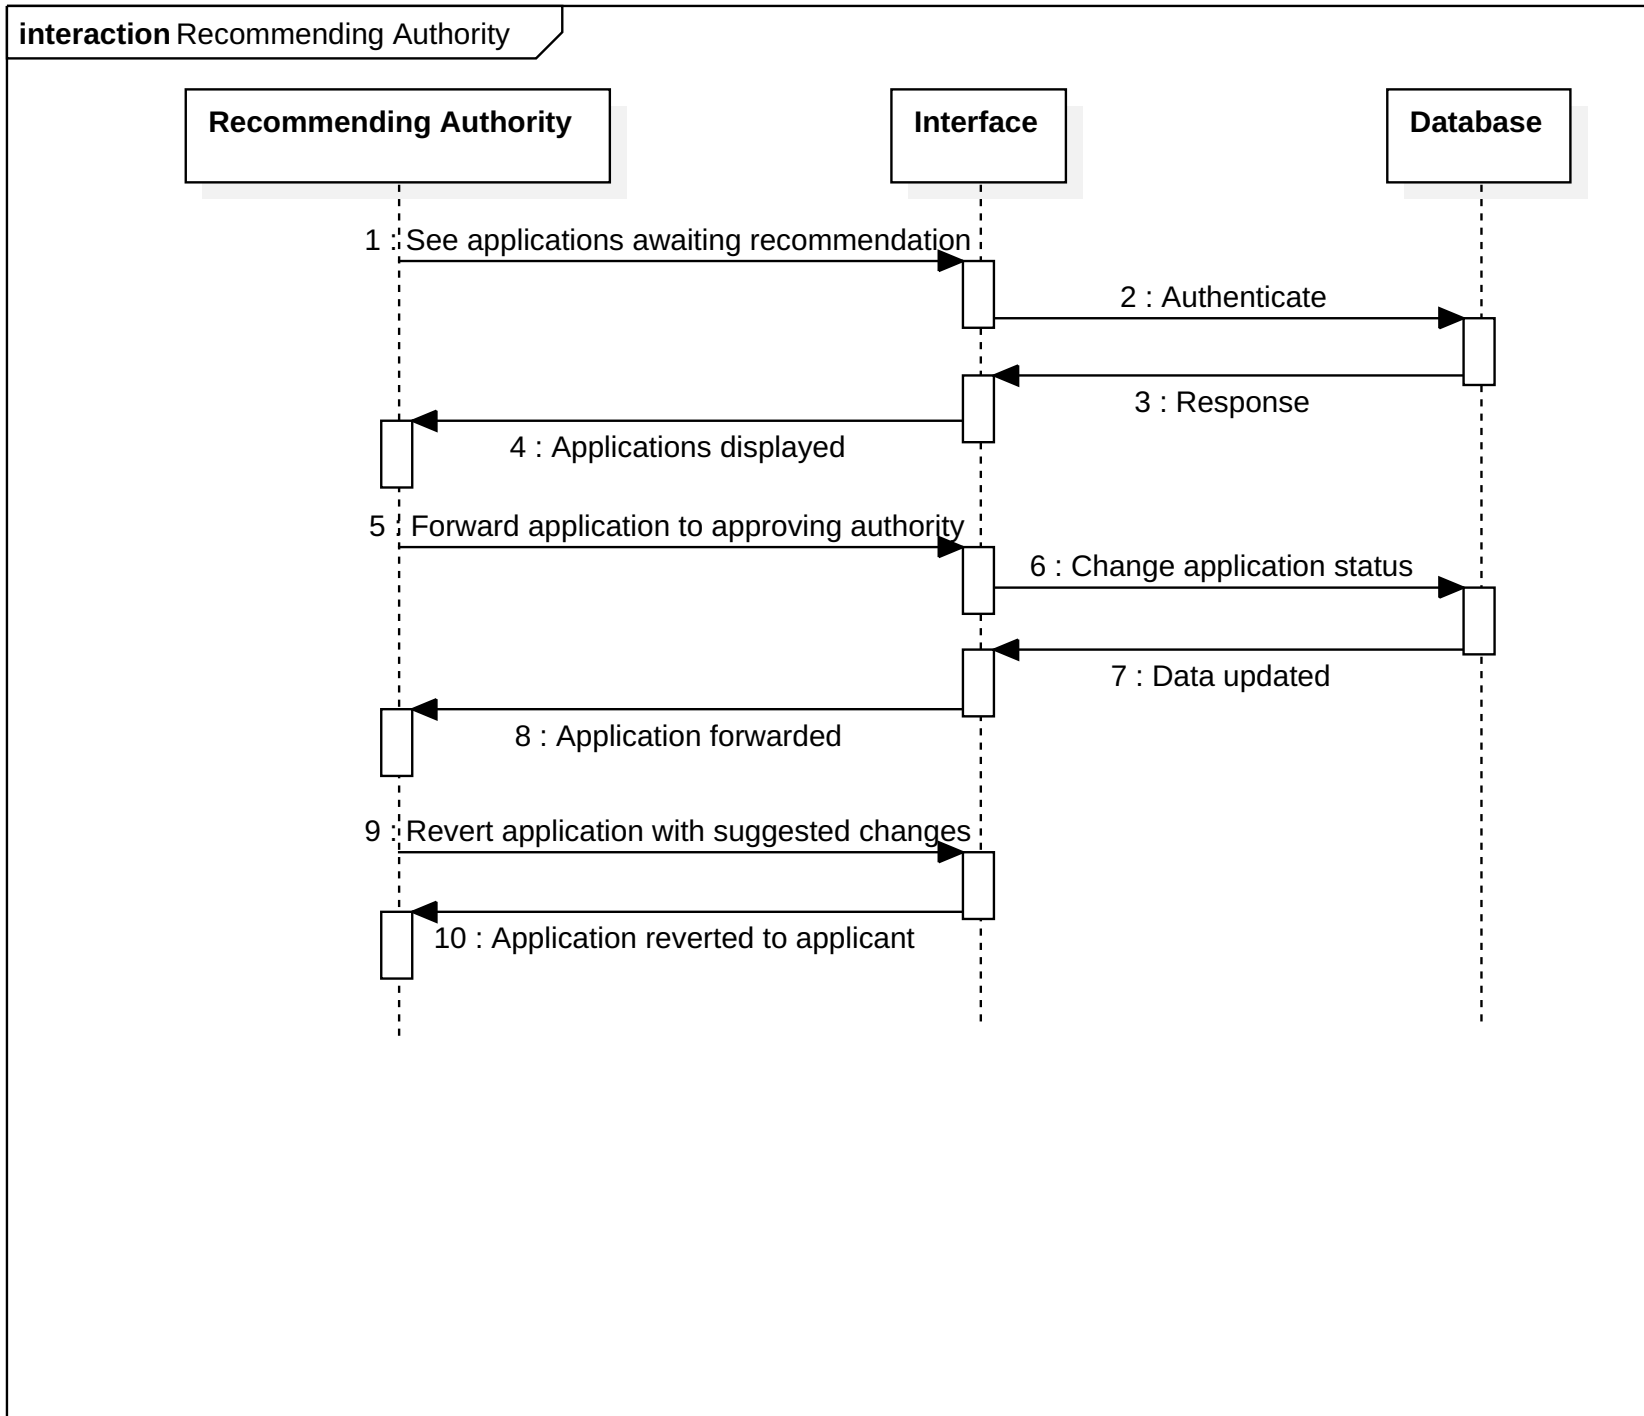 interaction Recommending Authority
Recommending Authority
Interface
Database
1 : See applications awaiting recommendation
2 : Authenticate
3 : Response
4 : Applications displayed
5 : Forward application to approving authority
6 : Change application status
7 : Data updated
8 : Application forwarded
9 : Revert application with suggested changes
10 : Application reverted to applicant